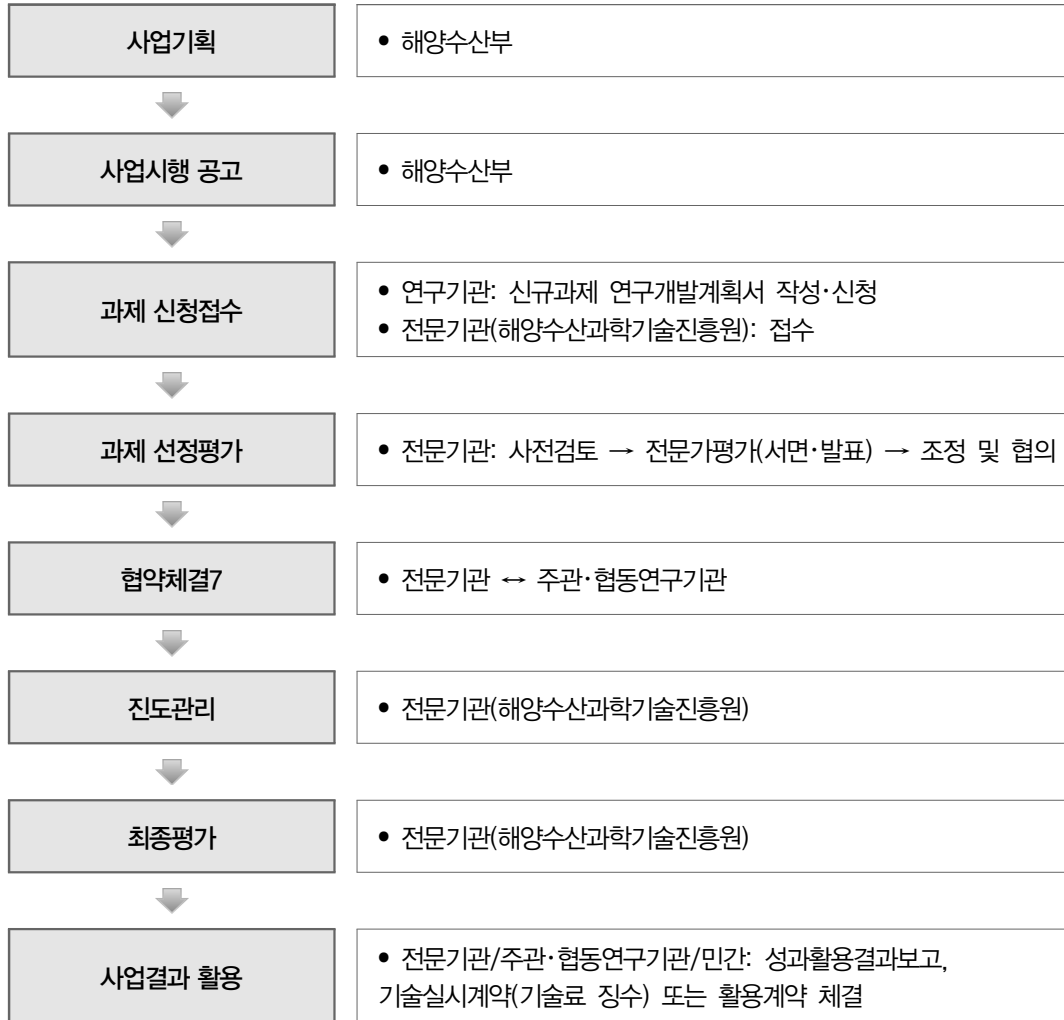 사업기획
• 해양수산부
사업시행 공고
• 해양수산부
과제 신청접수
• 연구기관: 신규과제 연구개발계획서 작성·신청
• 전문기관(해양수산과학기술진흥원): 접수
과제 선정평가
• 전문기관: 사전검토 → 전문가평가(서면·발표) → 조정 및 협의
협약체결7
• 전문기관 ↔ 주관·협동연구기관
진도관리
• 전문기관(해양수산과학기술진흥원)
최종평가
• 전문기관(해양수산과학기술진흥원)
사업결과 활용
• 전문기관/주관·협동연구기관/민간: 성과활용결과보고,
기술실시계약(기술료 징수) 또는 활용계약 체결